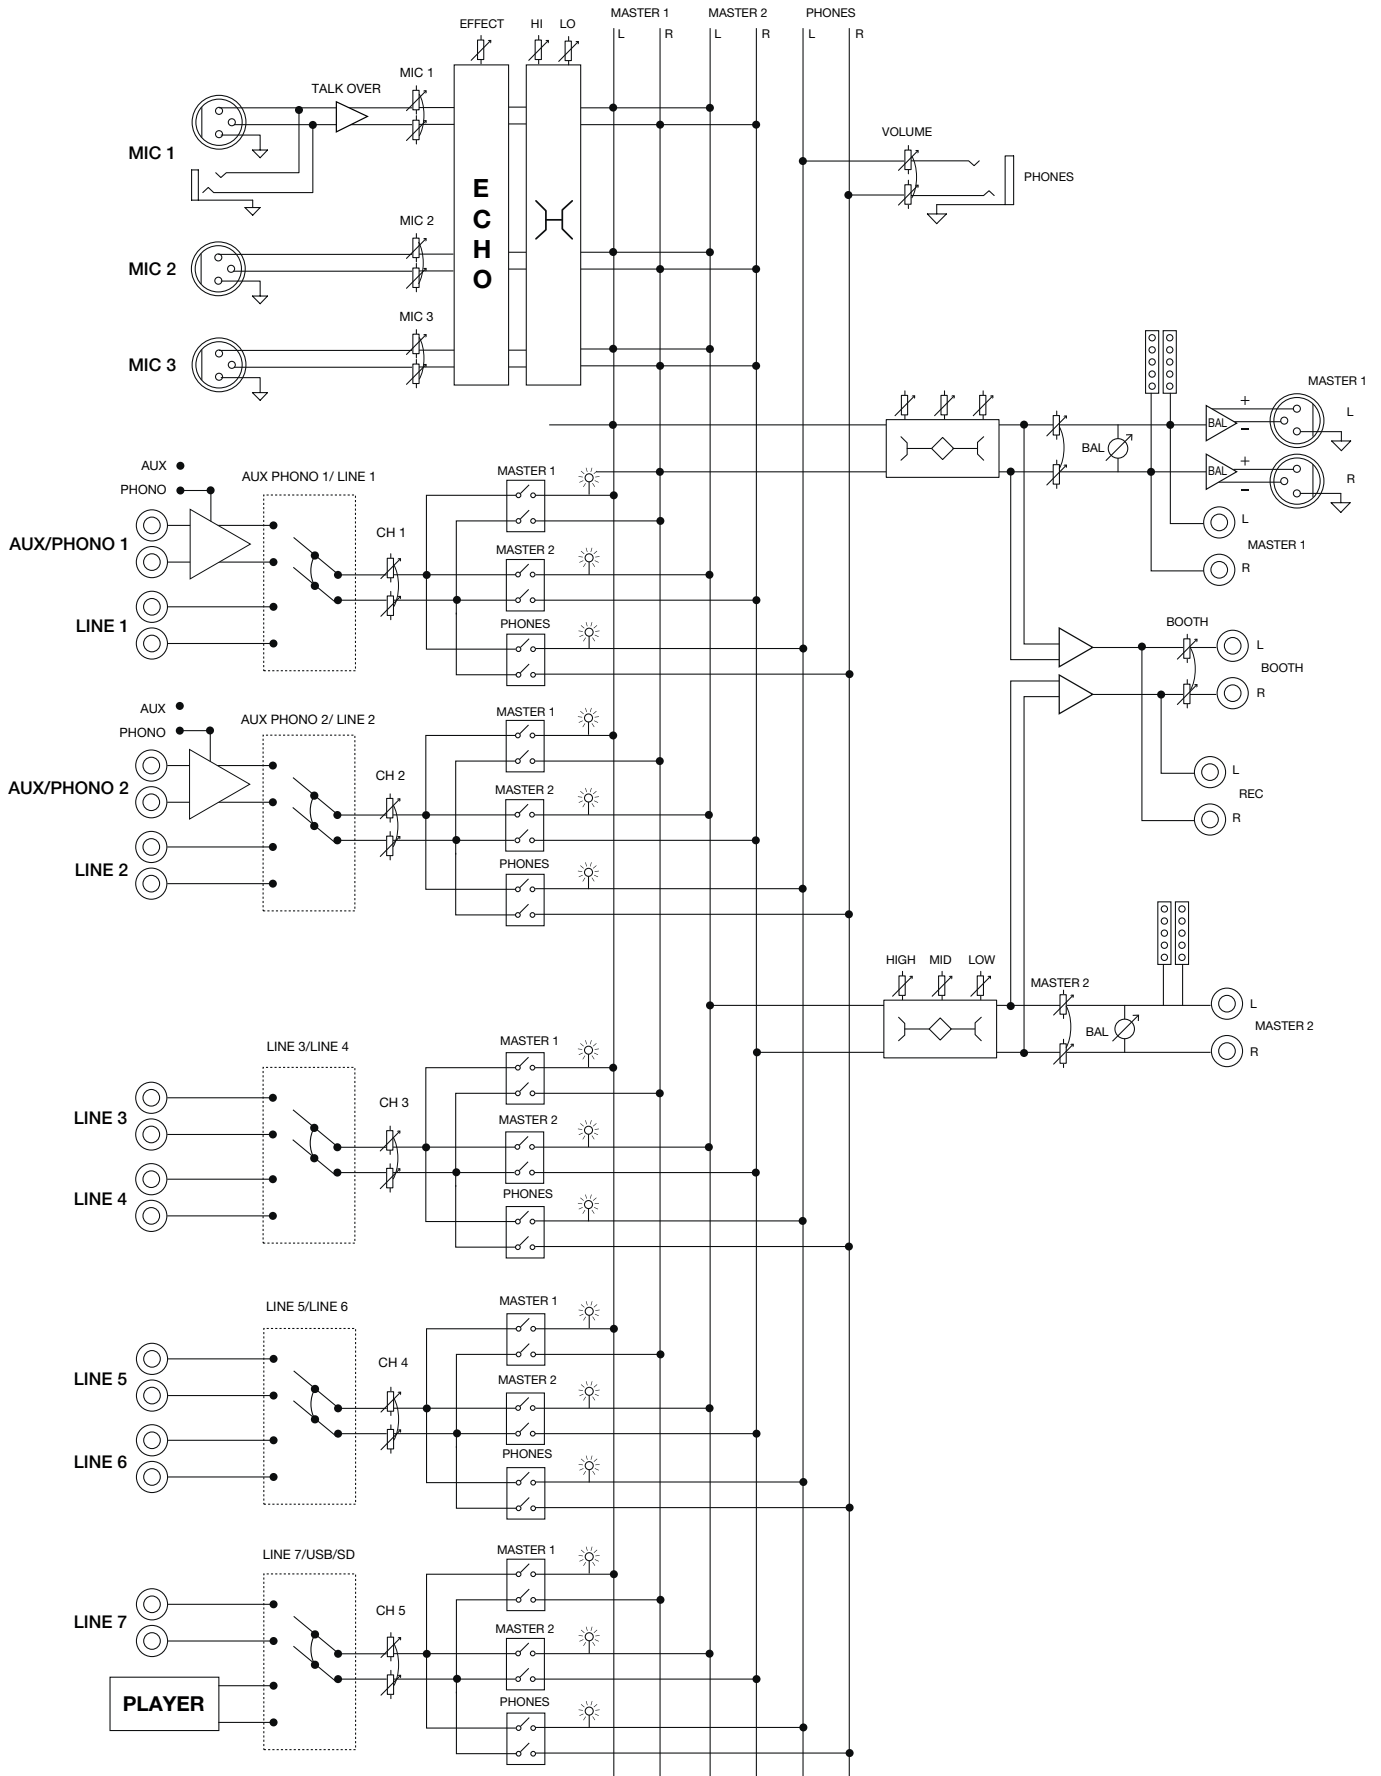 MASTER 1 MASTER 2 PHONES
EFFECT HI LO
L R L R L R
MIC 1
TALK OVER
MIC 1
VOLUME
PHONES
ECHO
MIC 2
MIC 2
MIC 3
MIC 3
MASTER 1
+
L
BAL
−
BAL
+
BAL
R
−
L
MASTER 1
R
AUX
PHONO
AUX PHONO 1/ LINE 1
MASTER 1
CH 1
AUX/PHONO 1
MASTER 2
LINE 1
PHONES
BOOTH
L
BOOTH
R
AUX
PHONO
AUX PHONO 2/ LINE 2
MASTER 1
CH 2
AUX/PHONO 2
MASTER 2
LINE 2
PHONES
L
REC
R
HIGH MID LOW
MASTER 2
L
BAL
MASTER 2
R
LINE 3/LINE 4
MASTER 1
CH 3
LINE 3
MASTER 2
LINE 4
PHONES
LINE 5/LINE 6
MASTER 1
CH 4
LINE 5
MASTER 2
LINE 6
PHONES
LINE 7/USB/SD
MASTER 1
CH 5
LINE 7
MASTER 2
PLAYER
PHONES